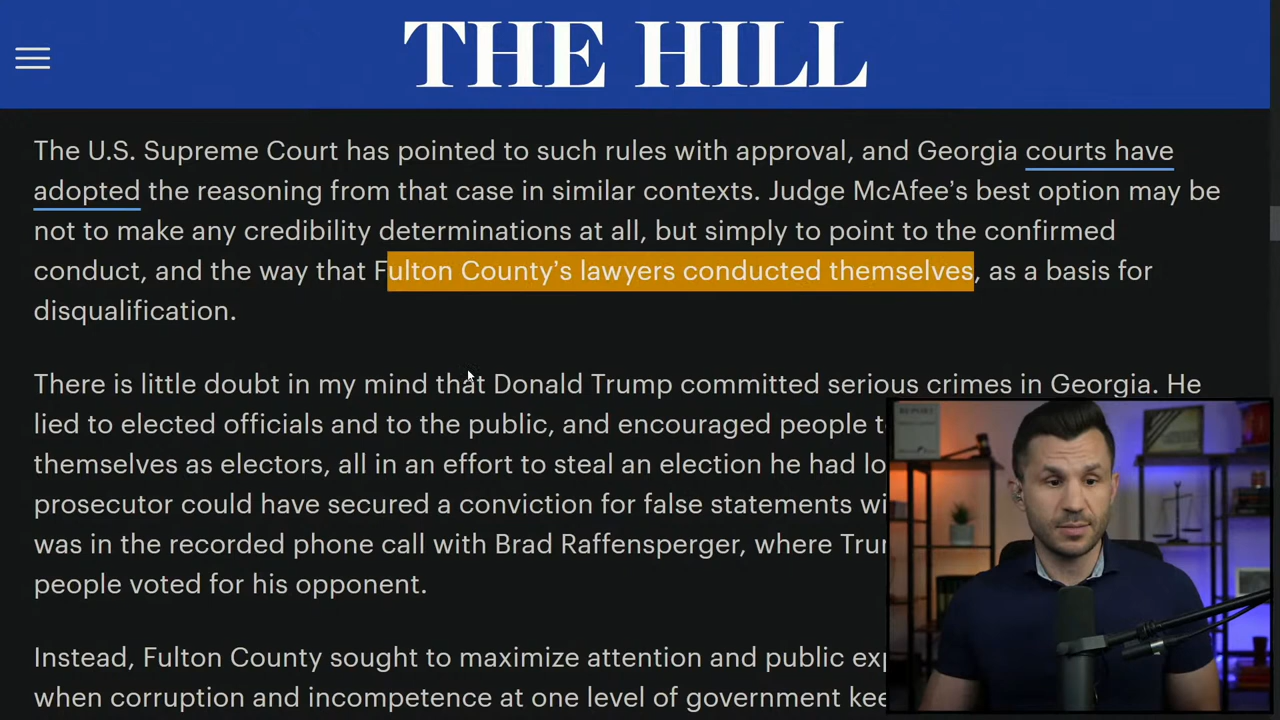 THE HILL
The U.S. Supreme Court has pointed to such rules with approval, and Georgia courts have
adopted the reasoning from that case in similar contexts. Judge McAfee’s best option may be
not to make any credibility determinations at all, but simply to point to the confirmed
conduct, and the way that Fulton County’s lawyers conducted themselves, as a basis for
disqualification.
There is little doubt in my mind that Donald Trump committed serious crimes in Georgia. He
lied to elected officials and to the public, and encouraged people
themselves as electors, all in an effort to steal an election he had
prosecutor could have secured a conviction for false statements
was in the recorded phone call with Brad Raffensperger, where
people voted for his opponent.
Instead, Fulton County sought to maximize attention and public
when corruption and incompetence at one level of government
REPORT